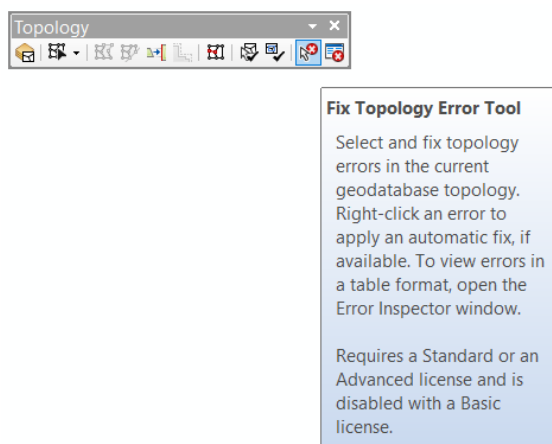 Topology
Fix Topology Error Tool
Select and fix topology
errors in the current
geodatabase topology.
Right-click an error to
apply an automatic fix, if
available. To view errors in
a table format, open the
Error Inspector window.
Requires a Standard or an
Advanced license and is
disabled with a Basic
license.